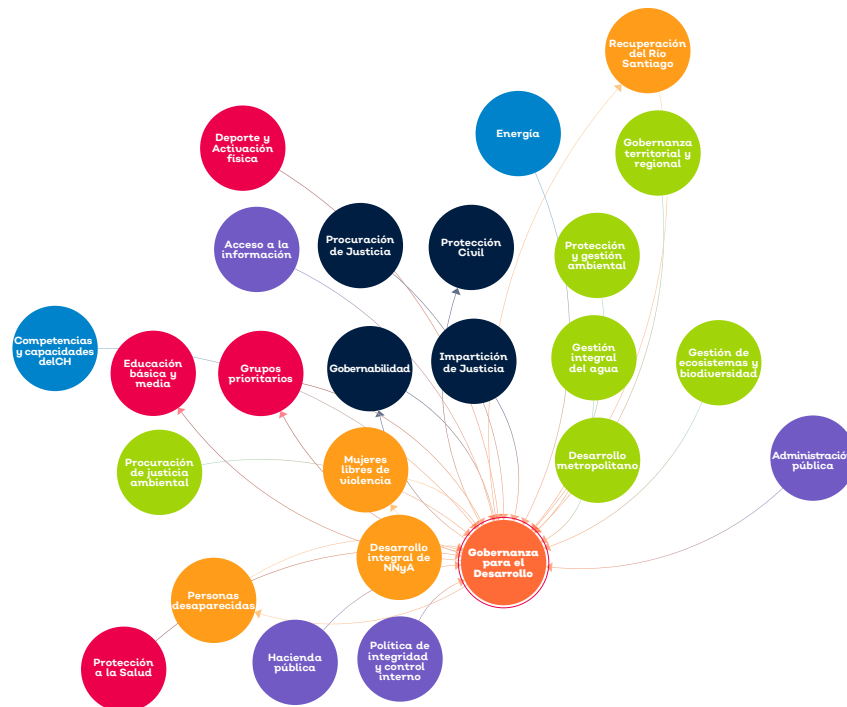 Recuperación
del Río
Santiago
Energía
Deporte y
Activación
física
Gobernanza
territorial y
regional
Acceso a la
información
Procuración
de Justicia
Protección
Civil
Protección
y gestión
ambiental
Competencias
y capacidades
delCH
Educación
básica y
media
Grupos
prioritarios
Gobernabilidad
Impartición
de Justicia
Gestión
integral
del agua
Gestión de
ecosistemas y
biodiversidad
Procuración
de justicia
ambiental
Mujeres
libres de
violencia
Desarrollo
metropolitano
Administración
pública
Desarrollo
integral de
NNyA
Gobernanza
para el
Desarrollo
Personas
desaparecidas
Protección
a la Salud
Hacienda
pública
Política de
integridad
y control
interno